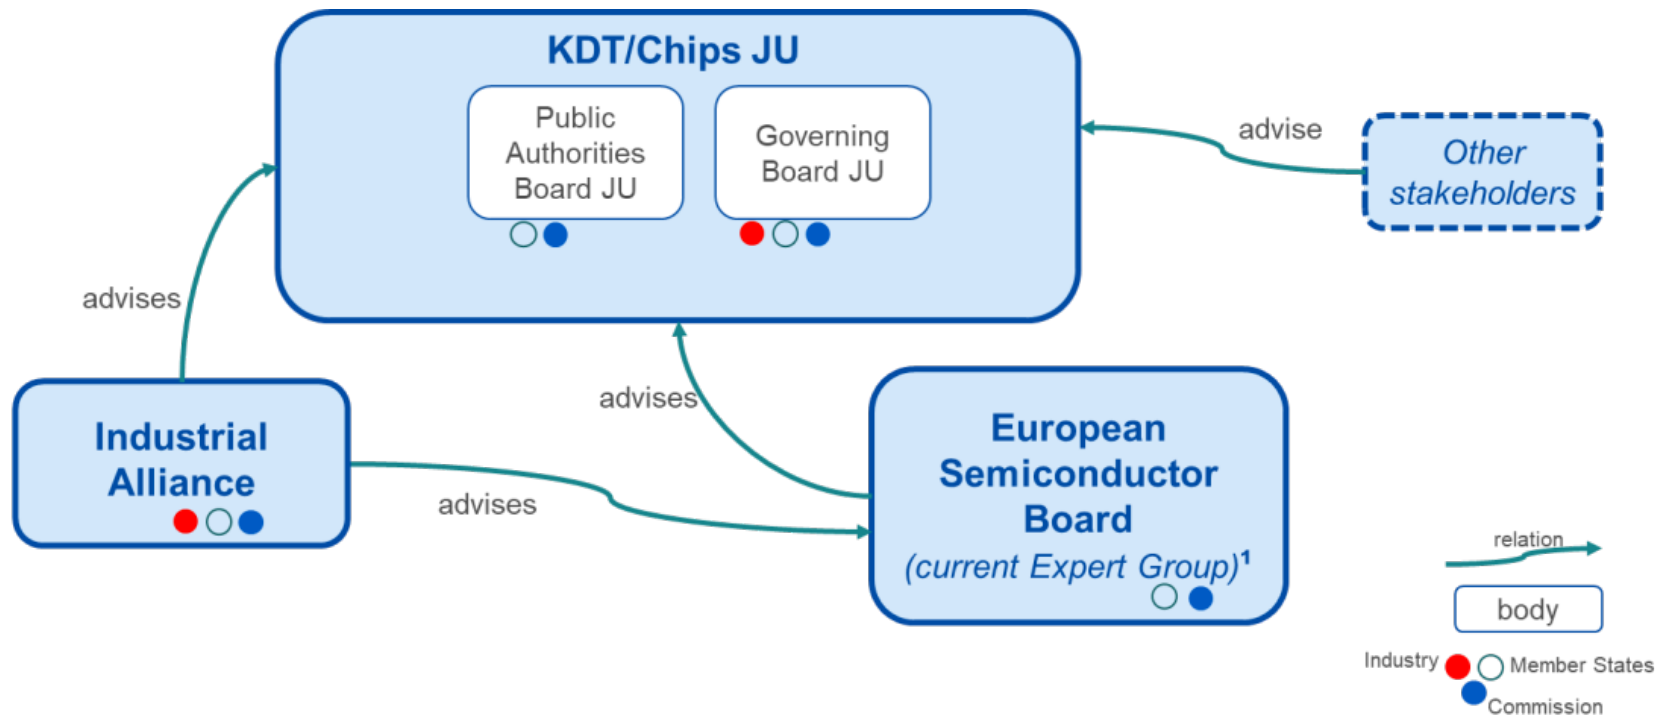 KDT/Chips JU
Public
Authorities
Board JU
Governing
Board JU
advise
Other
stakeholders
advises
advises
Industrial
Alliance
advises
European
Semiconductor
Board
(current Expert Group)¹
relation
body
Industry
Member States
Commission